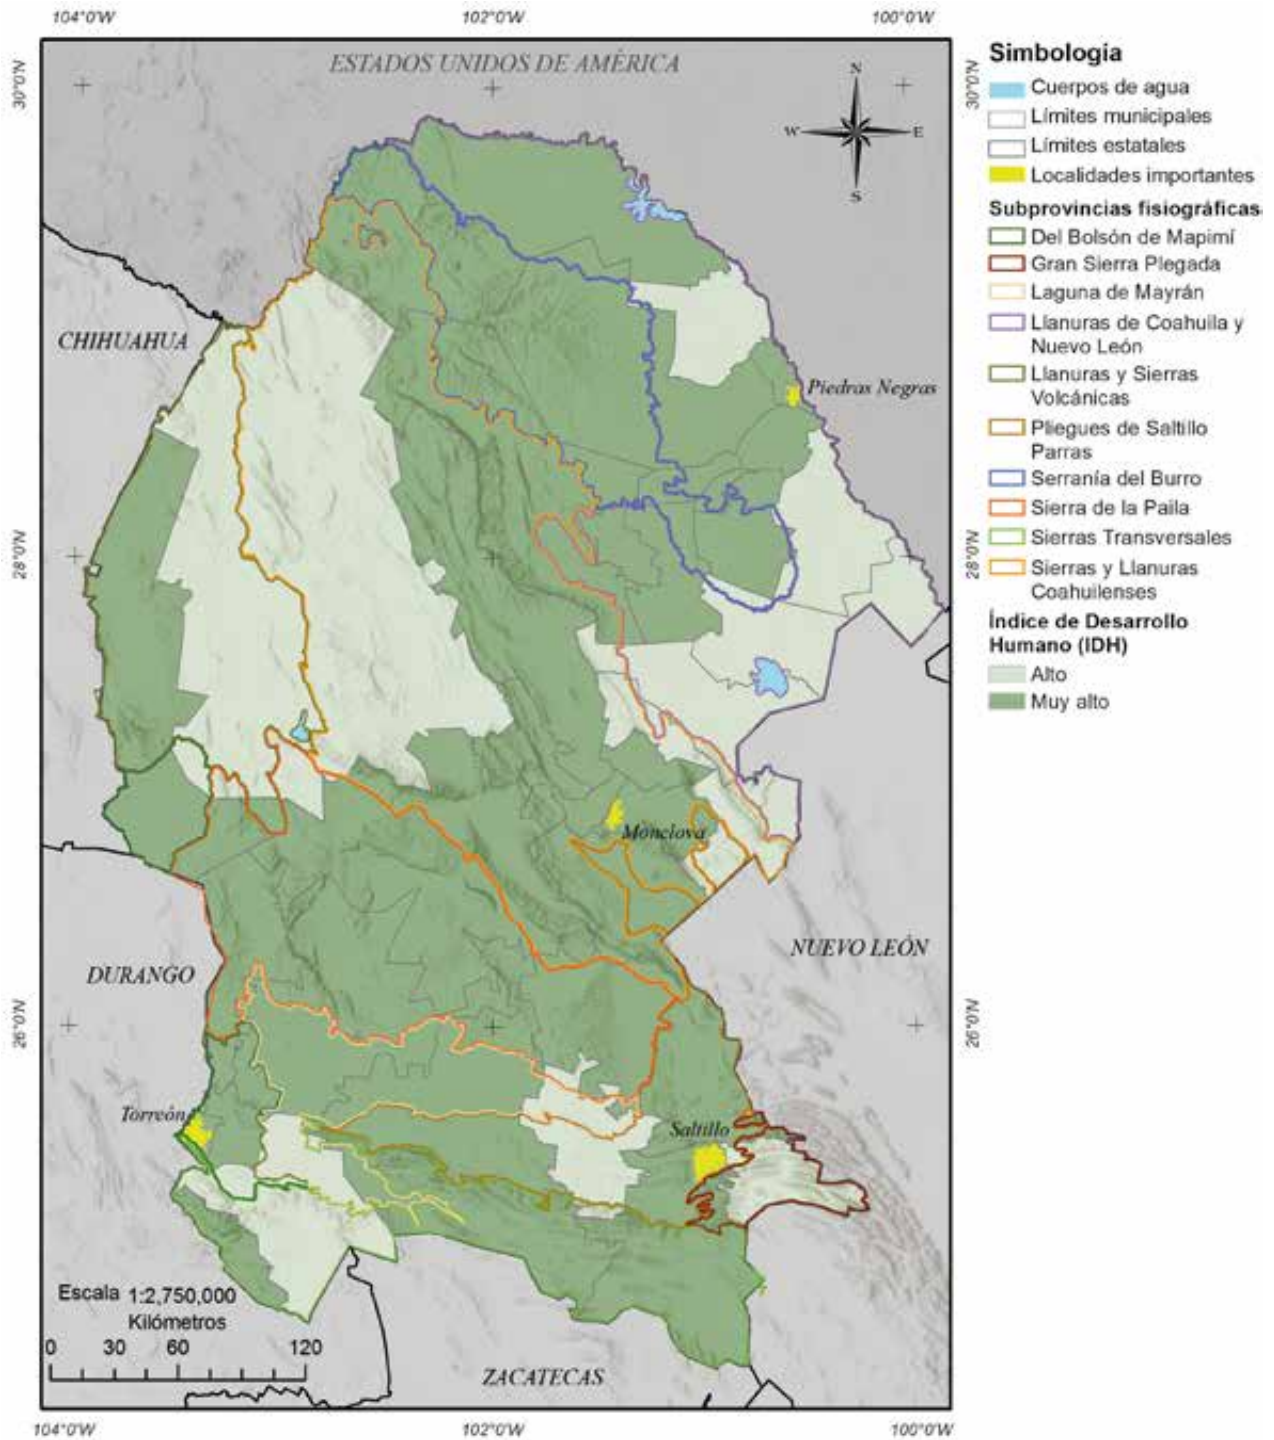 104°0'W 102°0'W 100°0'W
30°0'N
30°0'N
ESTADOS UNIDOS DE AMÉRICA
N
W E
S
CHIHUAHUA
Piedras Negras
28°0'N
28°0'N
Monclova
NUEVO LEÓN
DURANGO
26°0'N
26°0'N
Torreón
Saltillo
Escala 1:2,750,000
Kilómetros
0 30 60 120
ZACATECAS
104°0'W 102°0'W 100°0'W
Simbología
Cuerpos de agua
Límites municipales
Límites estatales
Localidades importantes
Subprovincias fisiográficas
Del Bolsón de Mapimí
Gran Sierra Plegada
Laguna de Mayrán
Llanuras de Coahuila y
Nuevo León
Llanuras y Sierras
Volcánicas
Pliegues de Saltillo
Parras
Serranía del Burro
Sierra de la Paila
Sierras Transversales
Sierras y Llanuras
Coahuilenses
Índice de Desarrollo
Humano (IDH)
Alto
Muy alto